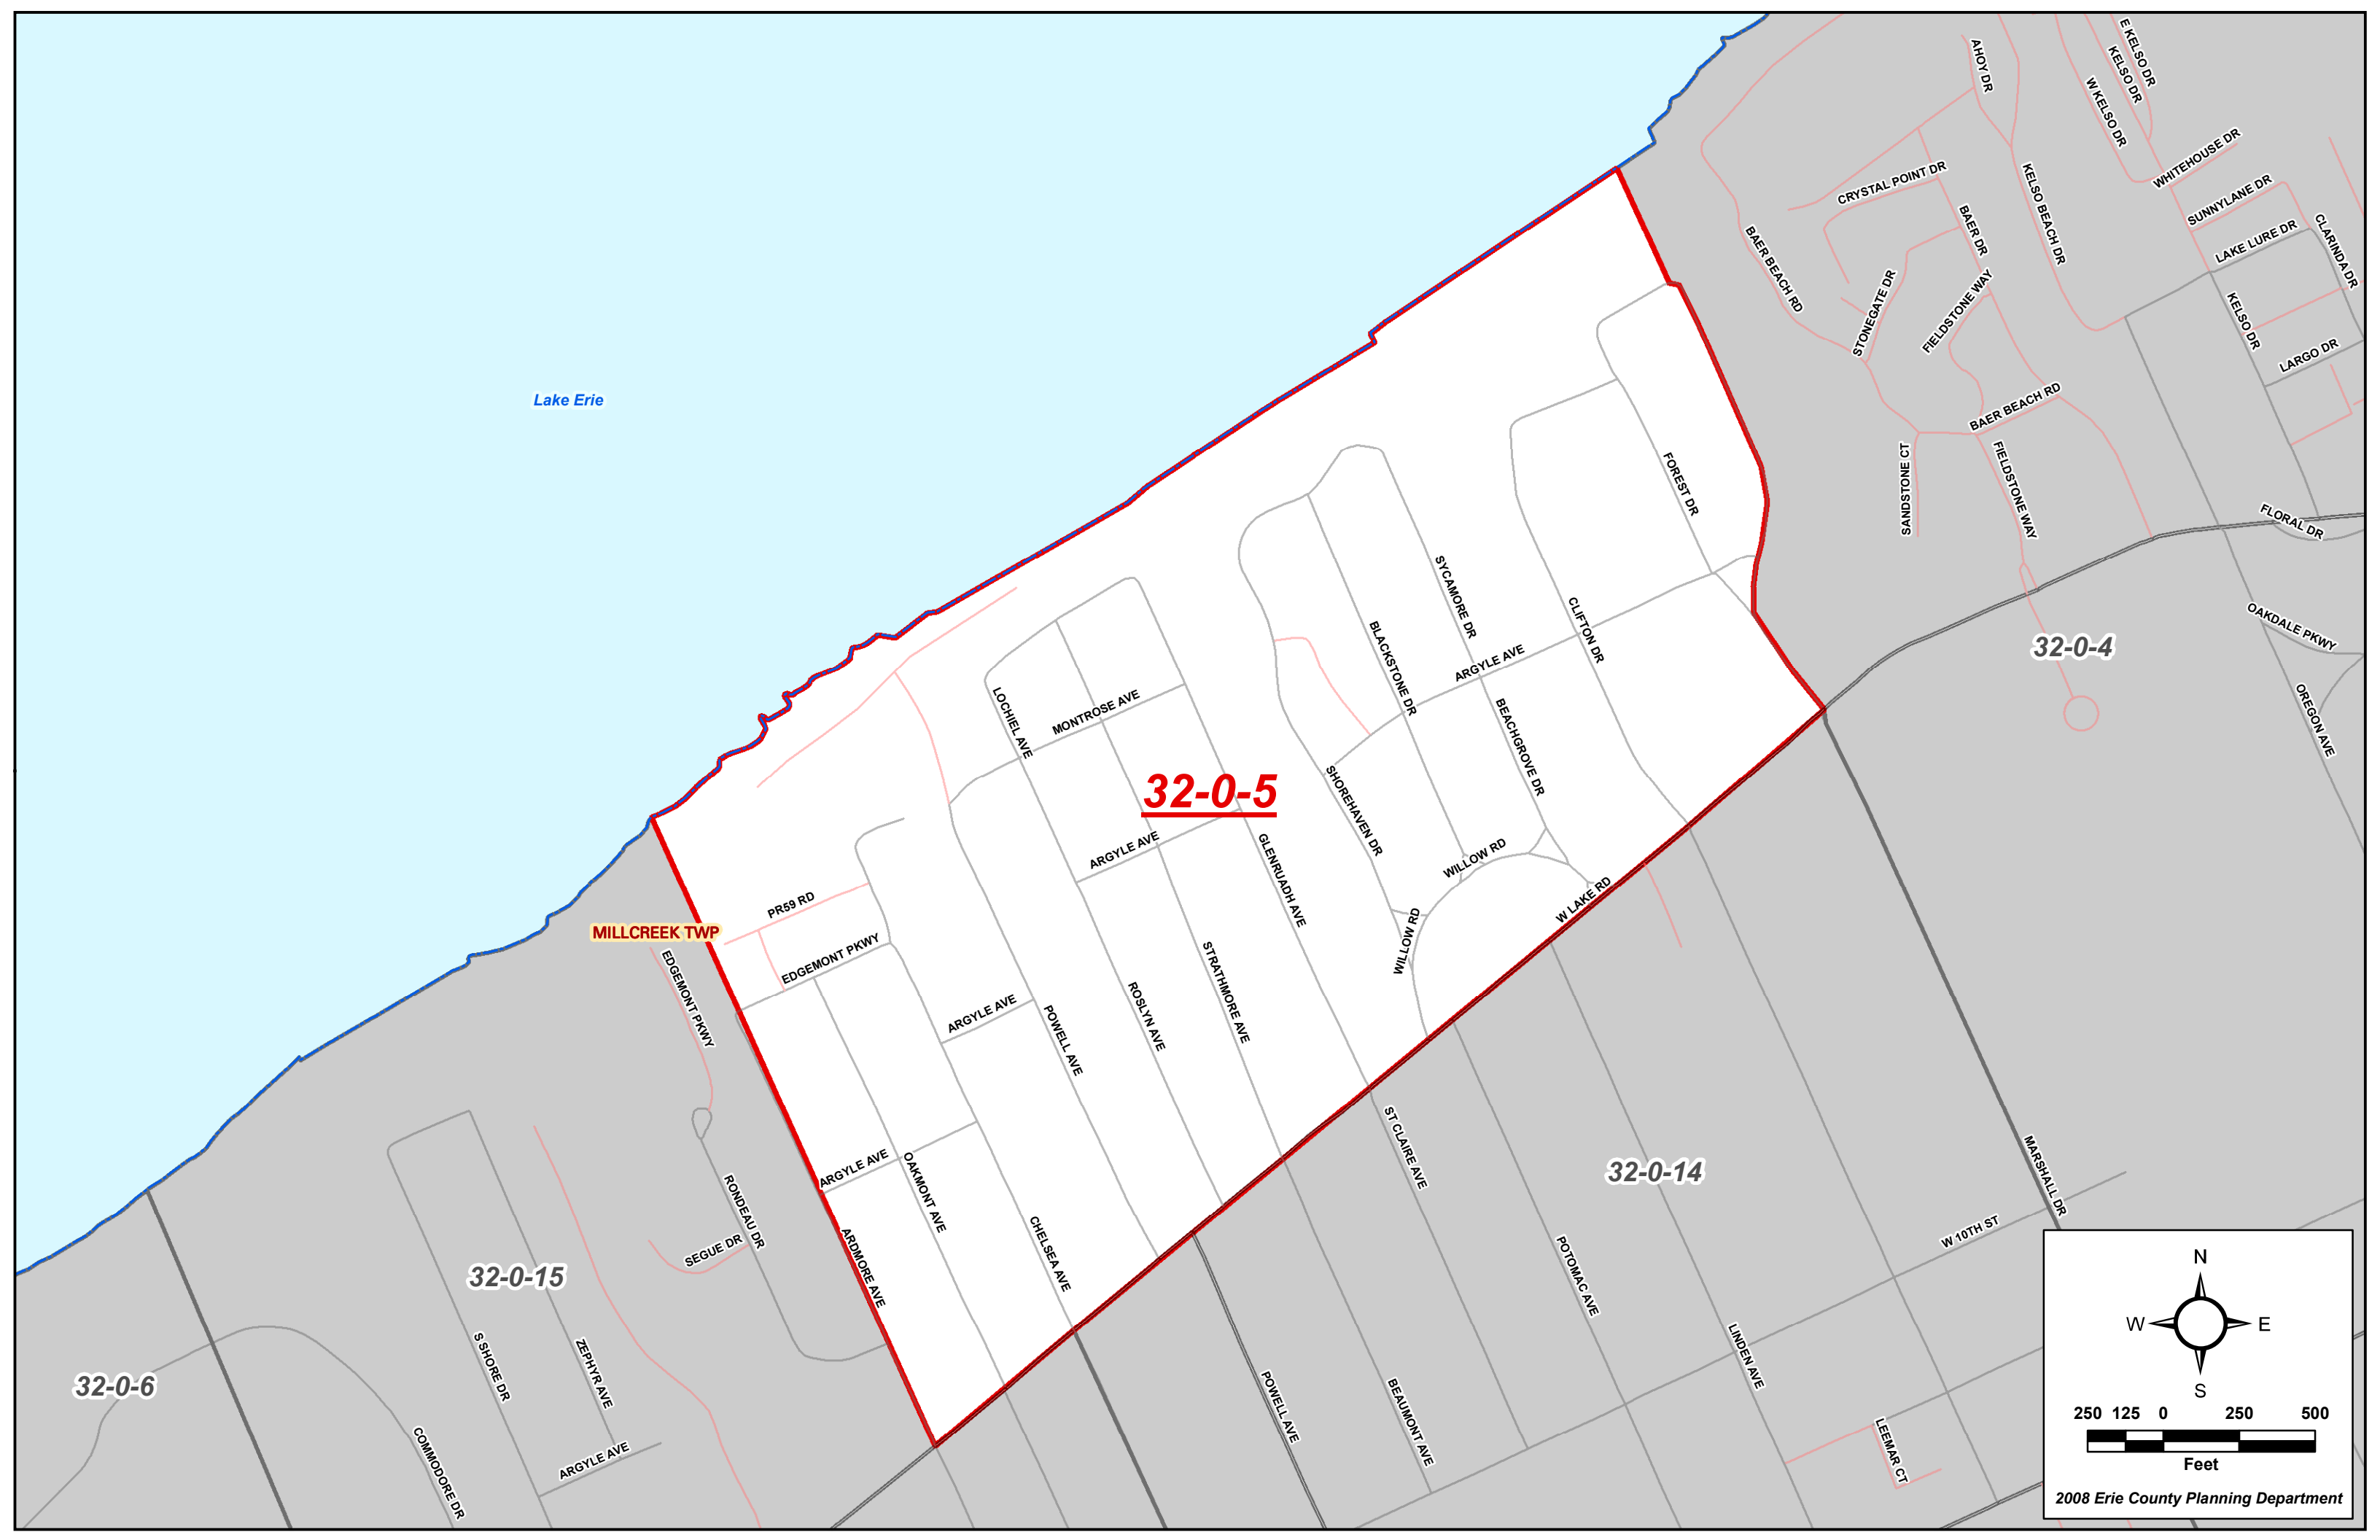 E KELSO DR
KELSO DR
W KELSO DR
AHOY DR
WHITEHOUSE DR
CRYSTAL POINT DR
SUNNYLANE DR
KELSO BEACH DR
BAER DR
LAKE LURE DR
CLARINDA DR
BAER BEACH RD
STONEGATE DR
FIELDSTONE WAY
KELSO DR
LARGO DR
Lake Erie
BAER BEACH RD
SANDSTONE CT
FIELDSTONE WAY
FOREST DR
FLORAL DR
SYCAMORE DR
CLIFTON DR
OAKDALE PKWY
32-0-4
BLACKSTONE DR
ARGYLE AVE
LOCHIEL AVE
MONTROSE AVE
BEACHGROVE DR
OREGON AVE
32-0-5
SHOREHAVEN DR
ARGYLE AVE
GLENRUADH AVE
WILLOW RD
W LAKE RD
PR59 RD
MILLCREEK TWP
WILLOW RD
EDGEMONT PKWY
EDGEMONT PKWY
STRATHMORE AVE
ROSLYN AVE
ARGYLE AVE
POWELL AVE
ST CLAIRE AVE
32-0-14
MARSHALL DR
ARGYLE AVE
OAKMONT AVE
RONDEAU DR
SEGUE DR
ARDMORE AVE
CHELSEA AVE
W 10TH ST
POTOMAC AVE
32-0-15
32-0-6
S SHORE DR
ZEPHYR AVE
LINDEN AVE
POWELL AVE
BEAUMONT AVE
COMMODORE DR
ARGYLE AVE
LEEMAR CT
N
W E
S
250 125 0 250 500
Feet
2008 Erie County Planning Department